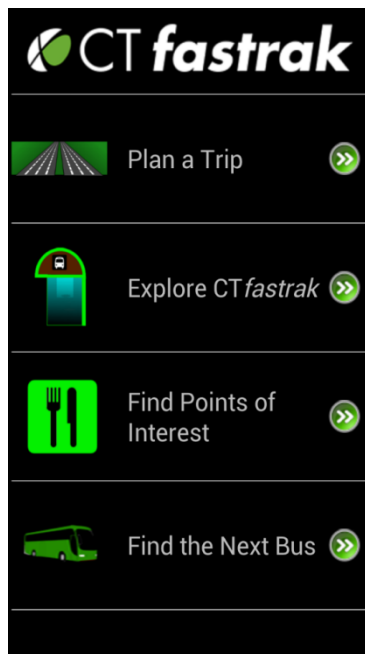 CT fastrak
Plan a Trip
Explore CTfastrak
Find Points of
Interest
Find the Next Bus